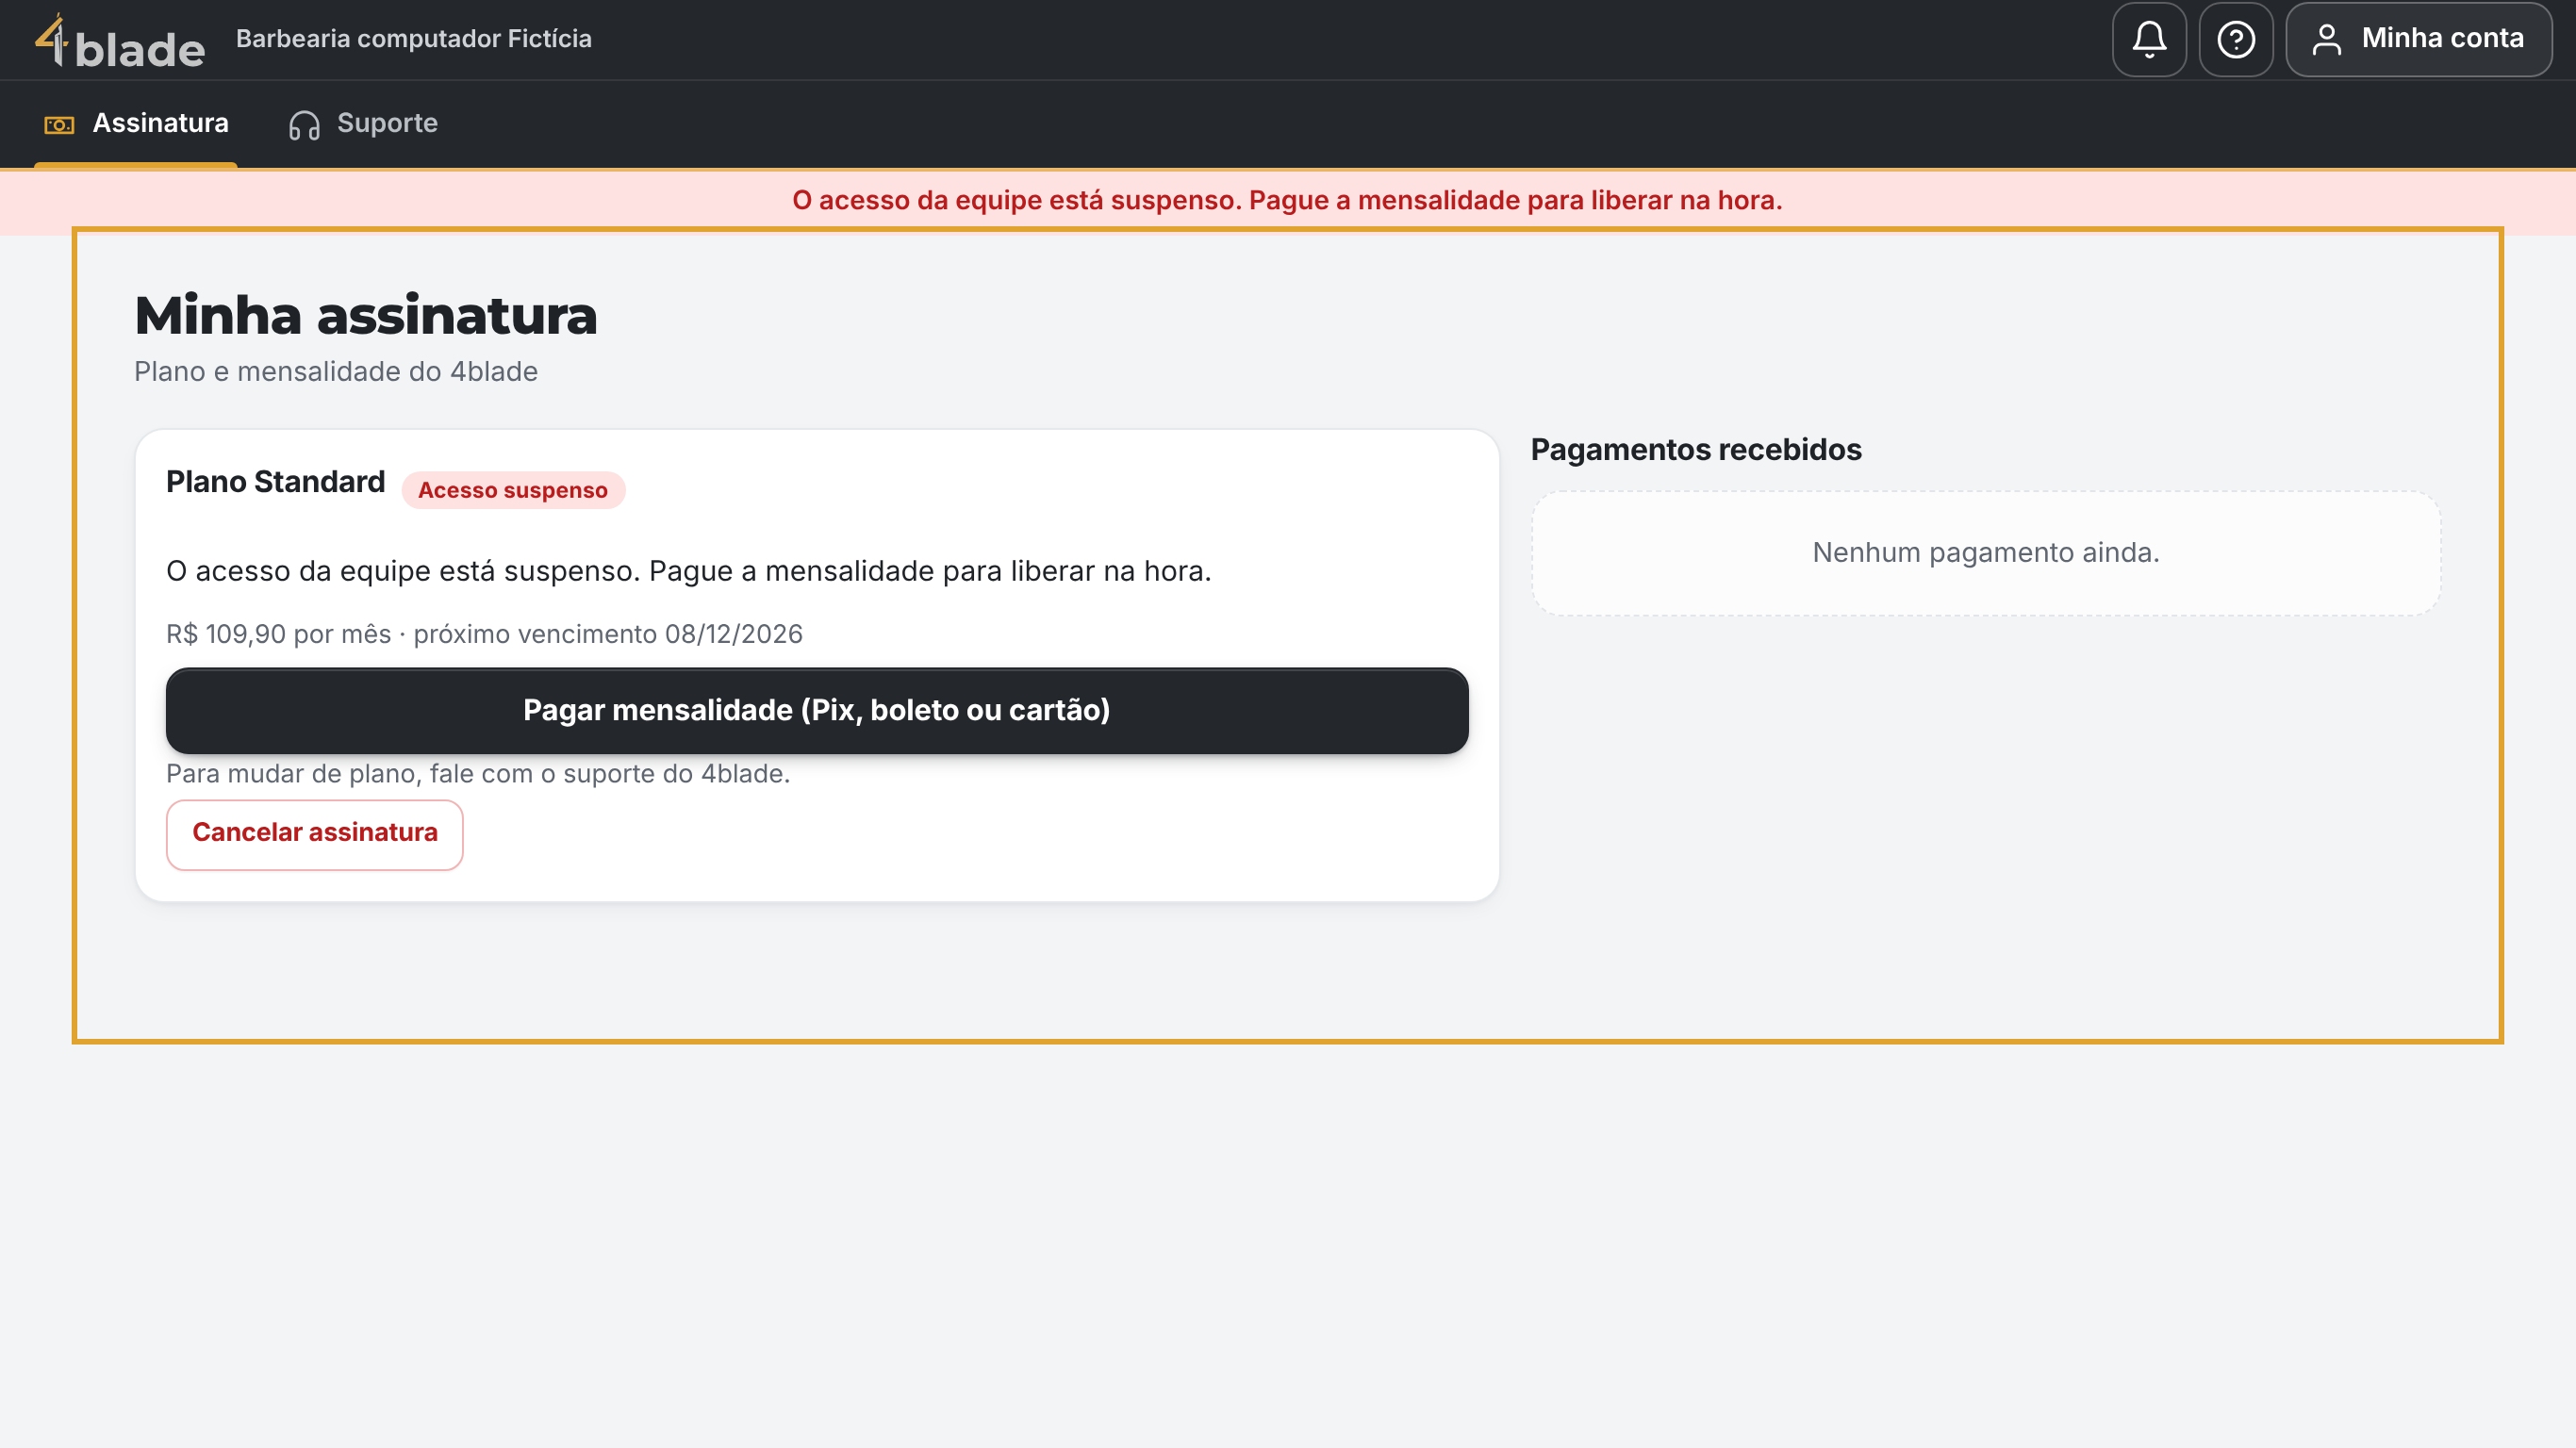 4blade
Barbearia computador Fictícia
Minha conta
Assinatura
Suporte
O acesso da equipe está suspenso. Pague a mensalidade para liberar na hora.
Minha assinatura
Plano e mensalidade do 4blade
Plano Standard
Acesso suspenso
O acesso da equipe está suspenso. Pague a mensalidade para liberar na hora.
R$ 109,90 por mês · próximo vencimento 08/12/2026
Pagar mensalidade (Pix, boleto ou cartão)
Para mudar de plano, fale com o suporte do 4blade.
Cancelar assinatura
Pagamentos recebidos
Nenhum pagamento ainda.